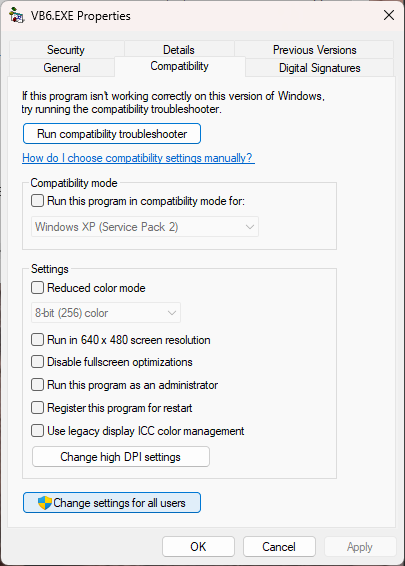 VB6.EXE Properties
Security Details Previous Versions
General Compatibility Digital Signatures
If this program isn't working correctly on this version of Windows,
try running the compatibility troubleshooter.
Run compatibility troubleshooter
How do I choose compatibility settings manually?
Compatibility mode
Run this program in compatibility mode for:
Windows XP (Service Pack 2)
Settings
Reduced color mode
8-bit (256) color
Run in 640 x 480 screen resolution
Disable fullscreen optimizations
Run this program as an administrator
Register this program for restart
Use legacy display ICC color management
Change high DPI settings
Change settings for all users
OK Cancel Apply